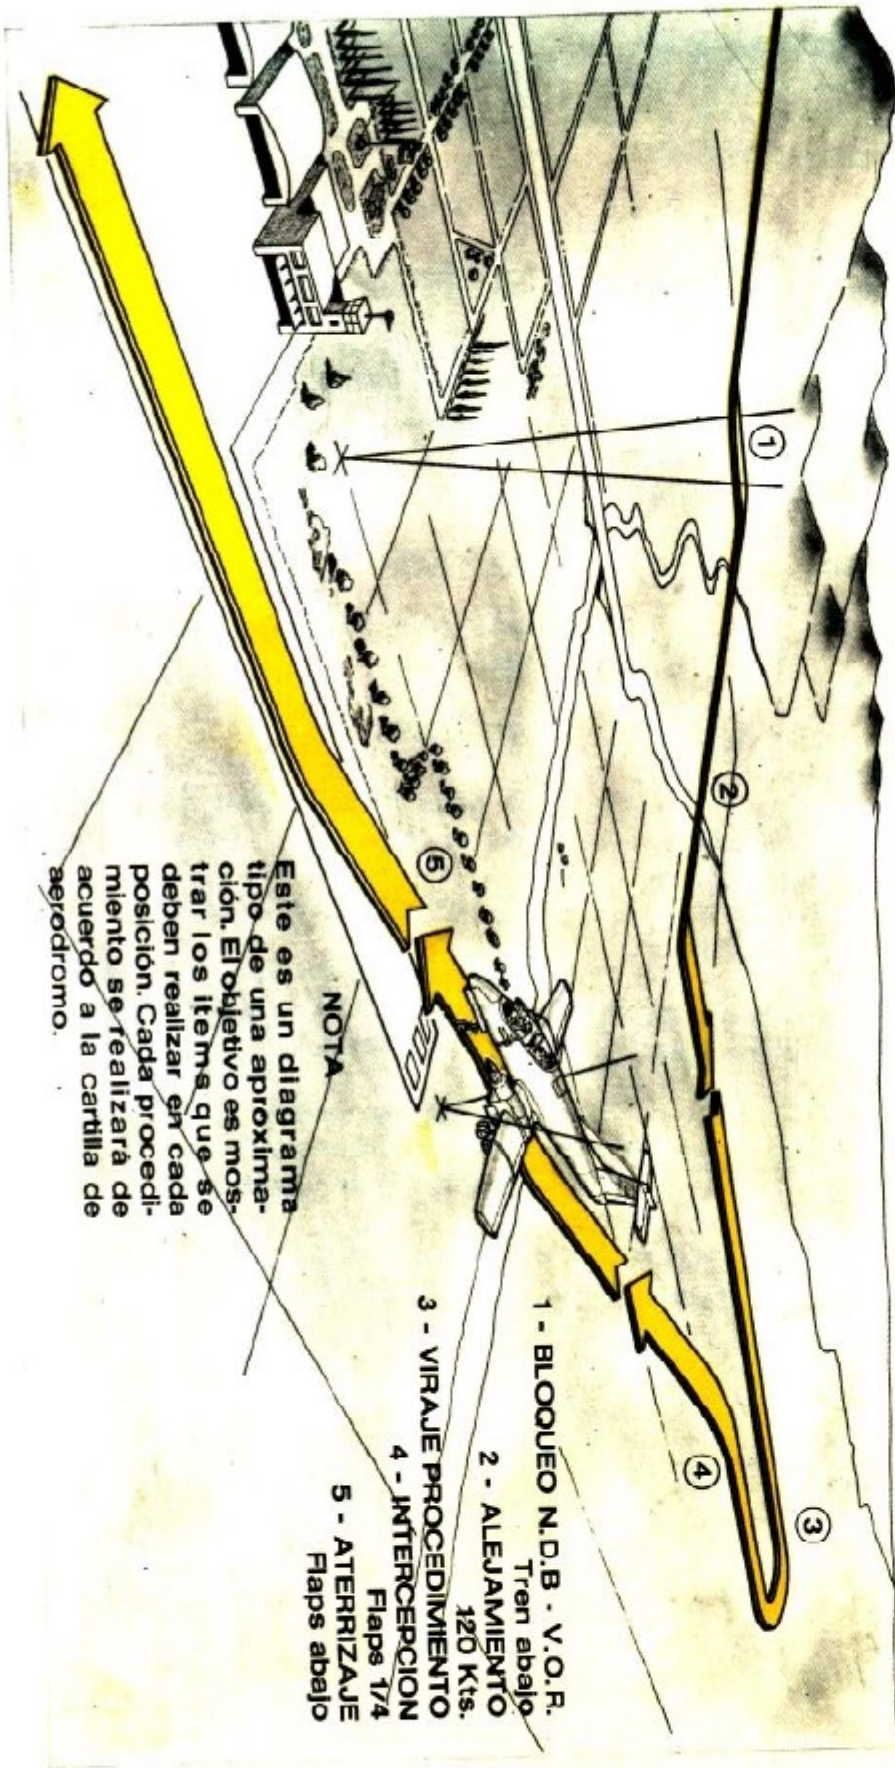 ①
②
③
④
⑤
1 - BLOQUEO N.D.B - V.O.R.
Tren abajo
2 - ALEJAMIENTO
120 Kts.
3 - VIRAJE PROCEDIMIENTO
4 - INTERCEPCION
Flaps 1/4
5 - ATERRIZAJE
Flaps abajo
NOTA
Este es un diagrama
tipo de una aproxima-
ción. El objetivo es mos-
trar los items que se
deben realizar en cada
posición. Cada procedi-
miento se realizará de
acuerdo a la cartilla de
aerodromo.